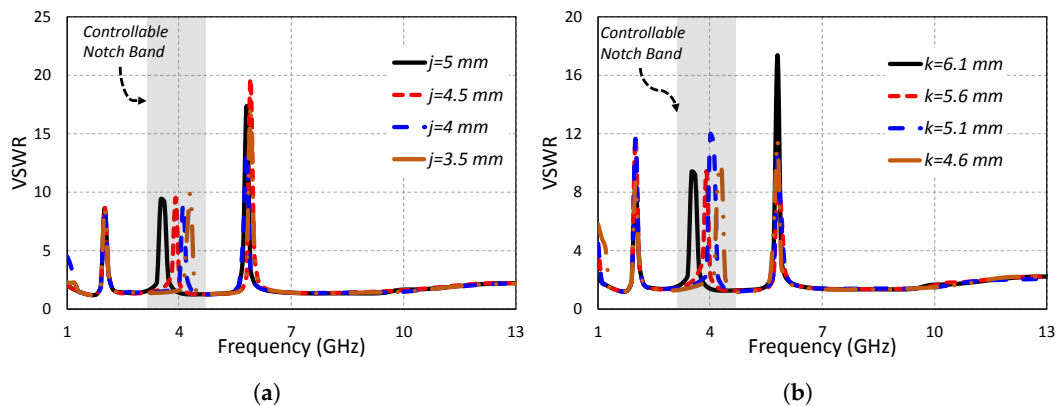 25
20
15
10
5
0
VSWR
Controllable
Notch Band
j=5 mm
j=4.5 mm
j=4 mm
j=3.5 mm
1 4 7 10 13
Frequency (GHz)
(a)
20
16
12
8
4
0
VSWR
Controllable
Notch Band
k=6.1 mm
k=5.6 mm
k=5.1 mm
k=4.6 mm
1 4 7 10 13
Frequency (GHz)
(b)